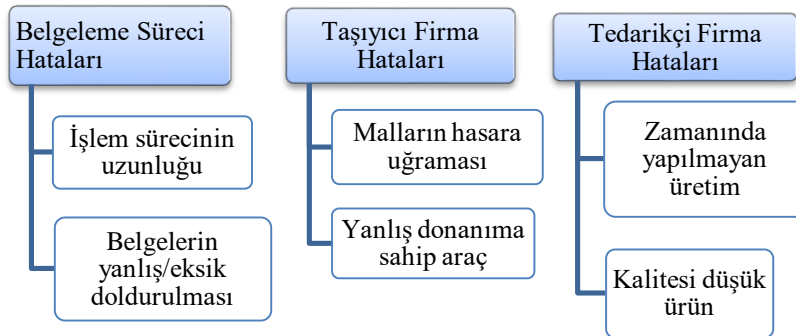 Belgeleme Süreci
Hataları
İşlem sürecinin
uzunluğu
Belgelerin
yanlış/eksik
doldurulması
Taşıyıcı Firma
Hataları
Malların hasara
uğraması
Yanlış donanıma
sahip araç
Tedarikçi Firma
Hataları
Zamanında
yapılmayan
üretim
Kalitesi düşük
ürün